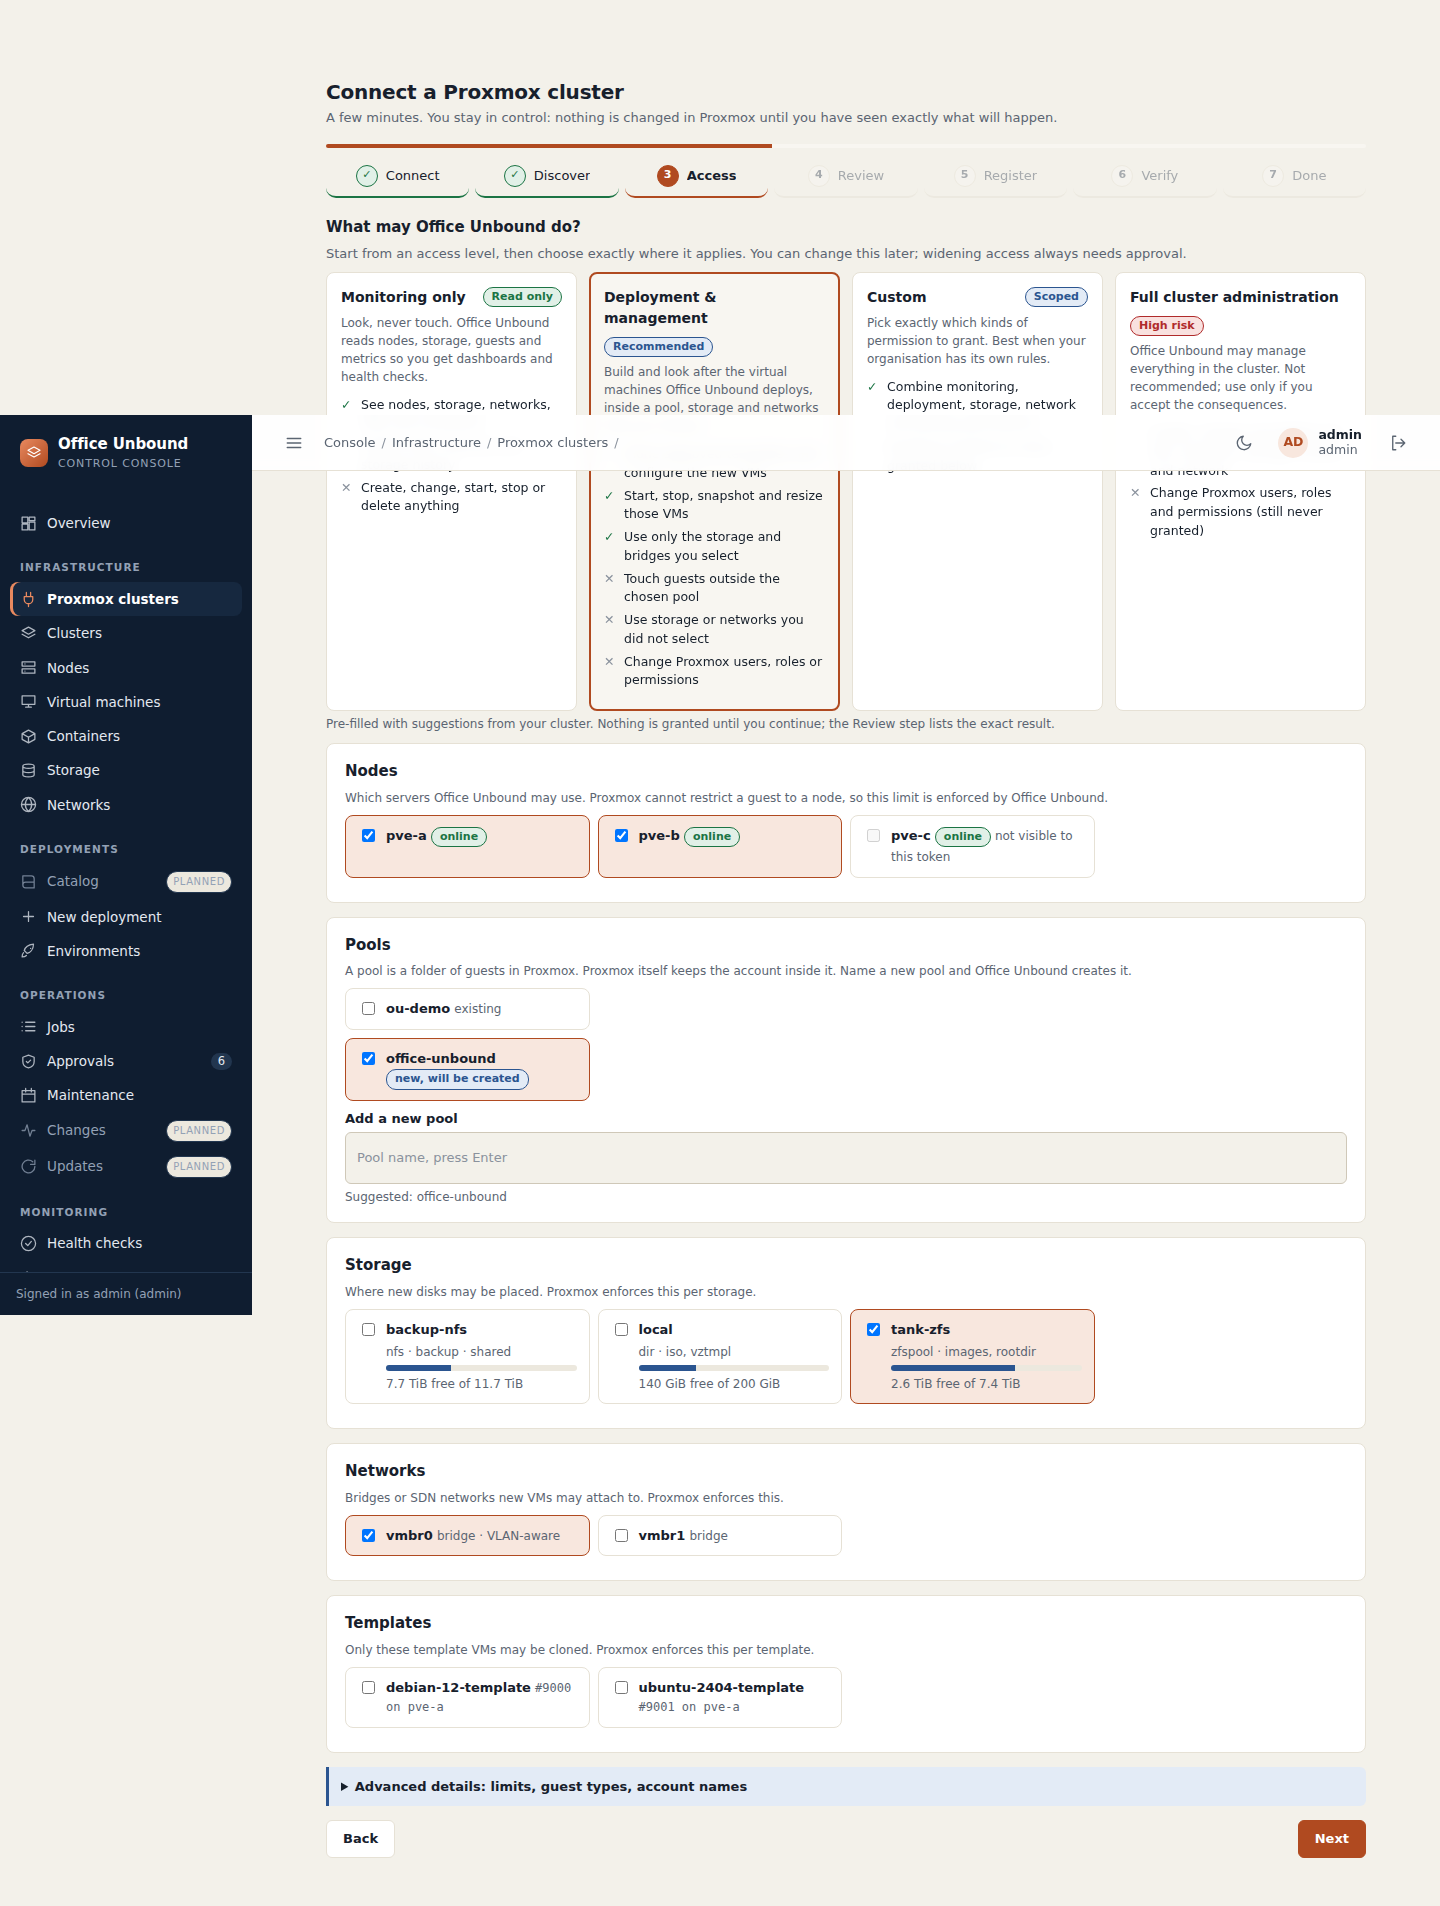 Connect a Proxmox cluster
A few minutes. You stay in control: nothing is changed in Proxmox until you have seen exactly what will happen.
✓ Connect
✓ Discover
3 Access
4 Review
5 Register
6 Verify
7 Done
What may Office Unbound do?
Start from an access level, then choose exactly where it applies. You can change this later; widening access always needs approval.
Monitoring only Read only
Look, never touch. Office Unbound
reads nodes, storage, guests and
metrics so you get dashboards and
health checks.
✓ See nodes, storage, networks,
✕ Create, change, start, stop or
delete anything
Deployment &
management
Recommended
Build and look after the virtual
machines Office Unbound deploys,
inside a pool, storage and networks
configure the new VMs
✓ Start, stop, snapshot and resize
those VMs
✓ Use only the storage and
bridges you select
✕ Touch guests outside the
chosen pool
✕ Use storage or networks you
did not select
✕ Change Proxmox users, roles or
permissions
Custom Scoped
Pick exactly which kinds of
permission to grant. Best when your
organisation has its own rules.
✓ Combine monitoring,
deployment, storage, network
Full cluster administration
High risk
Office Unbound may manage
everything in the cluster. Not
recommended; use only if you
accept the consequences.
and network
✕ Change Proxmox users, roles
and permissions (still never
granted)
Office Unbound
CONTROL CONSOLE
Console / Infrastructure / Proxmox clusters /
AD
admin
admin
Overview
INFRASTRUCTURE
Proxmox clusters
Clusters
Nodes
Virtual machines
Containers
Storage
Networks
DEPLOYMENTS
Catalog PLANNED
New deployment
Environments
OPERATIONS
Jobs
Approvals 6
Maintenance
Changes PLANNED
Updates PLANNED
MONITORING
Health checks
Signed in as admin (admin)
Pre-filled with suggestions from your cluster. Nothing is granted until you continue; the Review step lists the exact result.
Nodes
Which servers Office Unbound may use. Proxmox cannot restrict a guest to a node, so this limit is enforced by Office Unbound.
pve-a online
pve-b online
pve-c online not visible to
this token
Pools
A pool is a folder of guests in Proxmox. Proxmox itself keeps the account inside it. Name a new pool and Office Unbound creates it.
ou-demo existing
office-unbound
new, will be created
Add a new pool
Pool name, press Enter
Suggested: office-unbound
Storage
Where new disks may be placed. Proxmox enforces this per storage.
backup-nfs
nfs · backup · shared
7.7 TiB free of 11.7 TiB
local
dir · iso, vztmpl
140 GiB free of 200 GiB
tank-zfs
zfspool · images, rootdir
2.6 TiB free of 7.4 TiB
Networks
Bridges or SDN networks new VMs may attach to. Proxmox enforces this.
vmbr0 bridge · VLAN-aware
vmbr1 bridge
Templates
Only these template VMs may be cloned. Proxmox enforces this per template.
debian-12-template #9000
on pve-a
ubuntu-2404-template
#9001 on pve-a
Advanced details: limits, guest types, account names
Back
Next